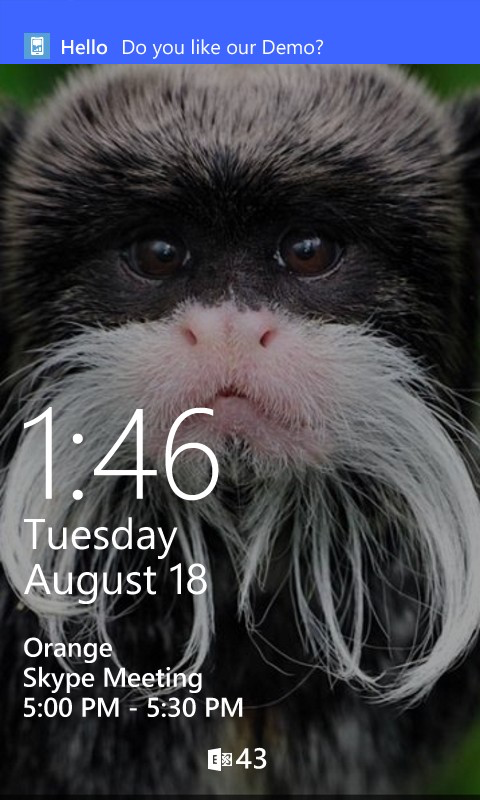 Hello Do you like our Demo?
1:46
Tuesday
August 18
Orange
Skype Meeting
5:00 PM - 5:30 PM
43